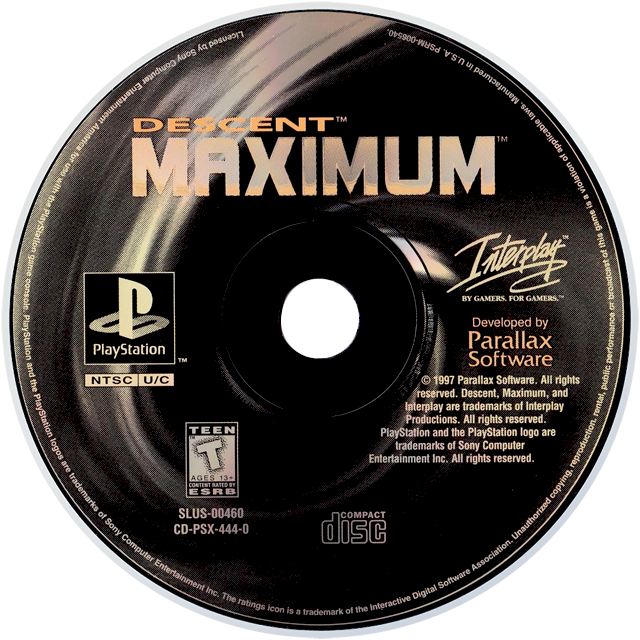 Licensed by Sony Computer Entertainment America for use with the PlayStation game console. PlayStation and the PlayStation logos are trademarks of Sony Computer Entertainment Inc. The ratings icon is a trademark of the Interactive Digital Software Association. Unauthorized copying, reproduction, rental, public performance or broadcast of this game is a violation of applicable laws. Manufactured in U.S.A. PSRM-006540.
DESCENT™
MAXIMUM™
Interplay™
BY GAMERS. FOR GAMERS.™
PlayStation™
NTSC U/C
Developed by
Parallax
Software
© 1997 Parallax Software. All rights
reserved. Descent, Maximum, and
Interplay are trademarks of Interplay
Productions. All rights reserved.
PlayStation and the PlayStation logo are
trademarks of Sony Computer
Entertainment Inc. All rights reserved.
TEEN
T
AGES 13+
CONTENT RATED BY
ESRB
SLUS-00460
CD-PSX-444-0
COMPACT
disc